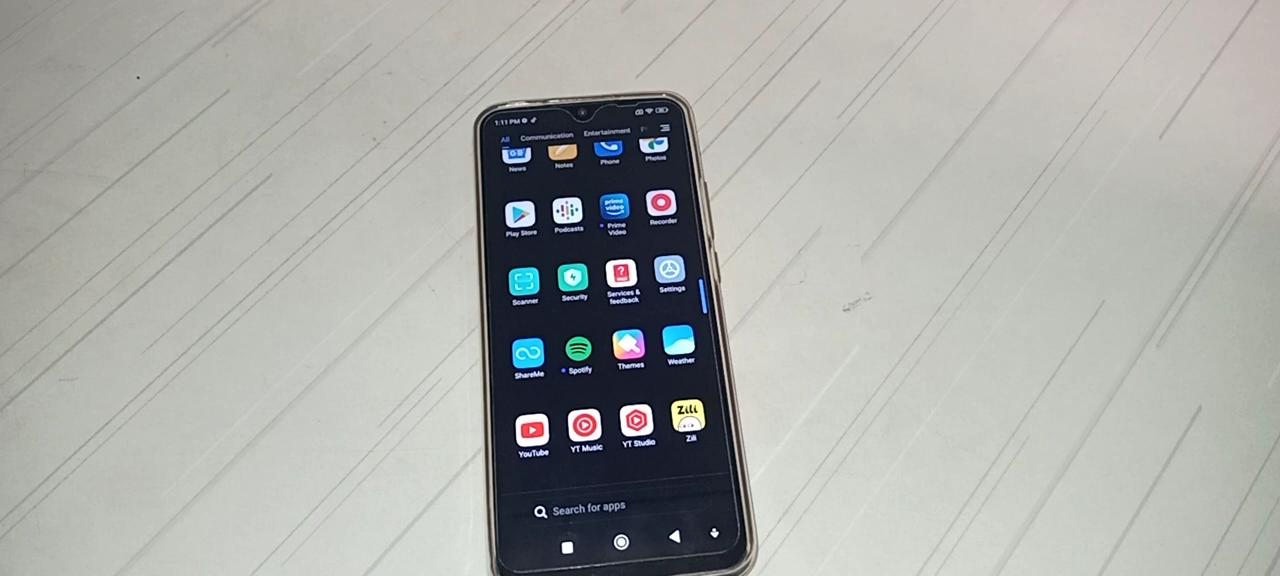 1:11 PM
All Communication Entertainment
News Notes Phone Photos
prime video
Play Store Podcasts Prime Video Recorder
Scanner Security Services & feedback Settings
ShareMe Spotify Themes Weather
Zili
YouTube YT Music YT Studio Zili
Search for apps